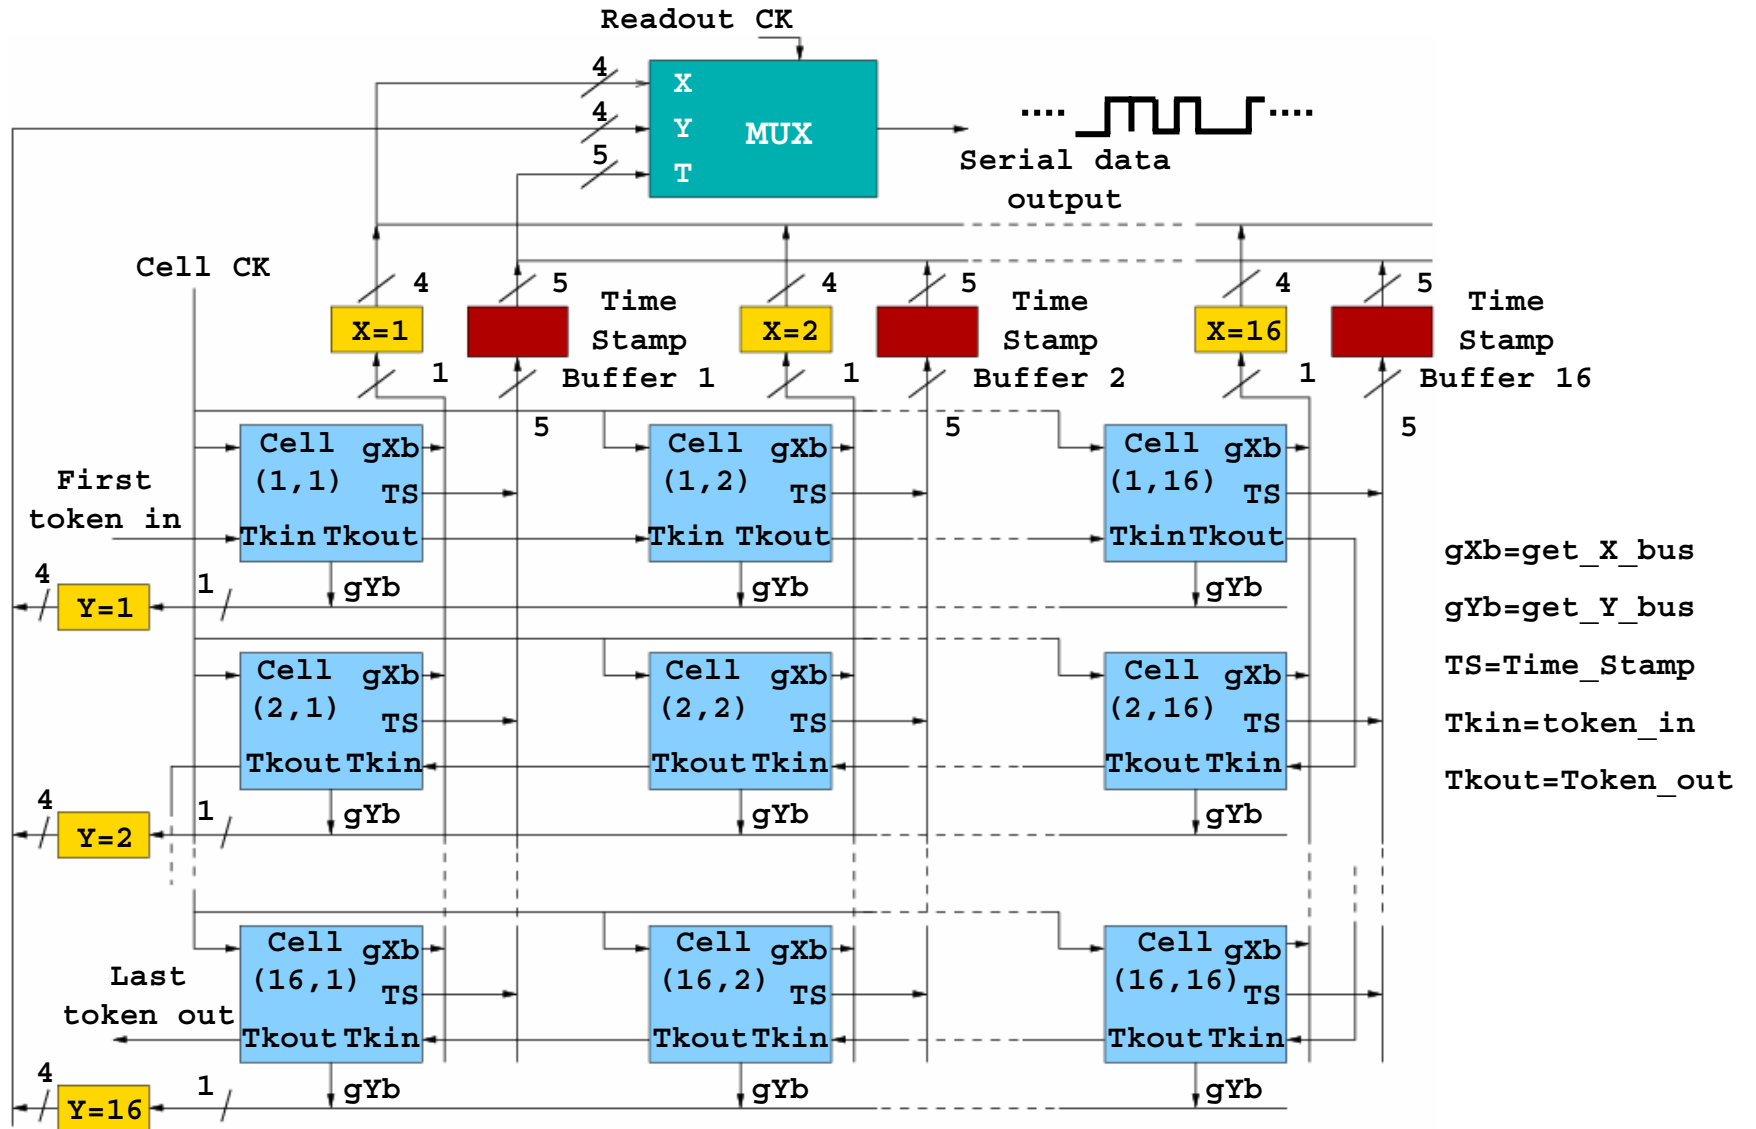 Readout CK
4
X
4
Y
MUX
5
T
Serial data
output
Cell CK
4
5
Time
Stamp
Buffer 1
4
5
Time
Stamp
Buffer 2
4
5
Time
Stamp
Buffer 16
X=1
X=2
X=16
1
1
1
5
5
5
First
token in
Cell
(1,1)
gXb
TS
Tkin Tkout
gYb
Cell
(1,2)
gXb
TS
Tkin Tkout
gYb
Cell
(1,16)
gXb
TS
Tkin Tkout
gYb
4
Y=1
1
Cell
(2,1)
gXb
TS
Tkout Tkin
gYb
Cell
(2,2)
gXb
TS
Tkout Tkin
gYb
Cell
(2,16)
gXb
TS
Tkout Tkin
gYb
4
Y=2
1
Last
token out
Cell
(16,1)
gXb
TS
Tkout Tkin
gYb
Cell
(16,2)
gXb
TS
Tkout Tkin
gYb
Cell
(16,16)
gXb
TS
Tkout Tkin
gYb
4
Y=16
1
gXb=get_X_bus
gYb=get_Y_bus
TS=Time_Stamp
Tkin=token_in
Tkout=Token_out